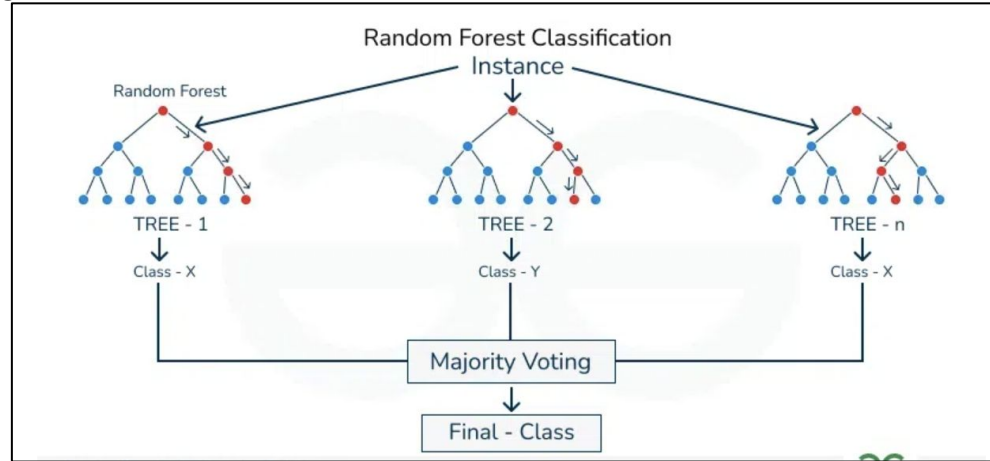 Random Forest Classification
Instance
Random Forest
TREE - 1
TREE - 2
TREE - n
Class - X
Class - Y
Class - X
Majority Voting
Final - Class